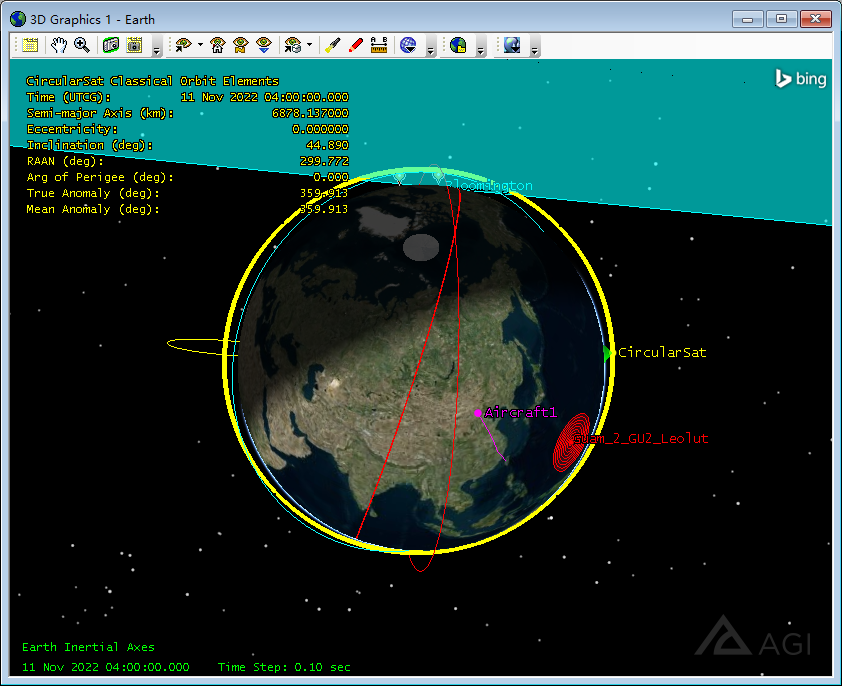 3D Graphics 1 - Earth
A B
bing
CircularSat Classical Orbit Elements
Time (UTCG): 11 Nov 2022 04:00:00.000
Semi-major Axis (km): 6878.137000
Eccentricity: 0.000000
Inclination (deg): 44.890
RAAN (deg): 299.772
Arg of Perigee (deg): 0.000
True Anomaly (deg): 359.913
Mean Anomaly (deg): 359.913
Bloomington
CircularSat
Aircraft1
Guam_2_GU2_Leolut
AGI
Earth Inertial Axes
11 Nov 2022 04:00:00.000 Time Step: 0.10 sec